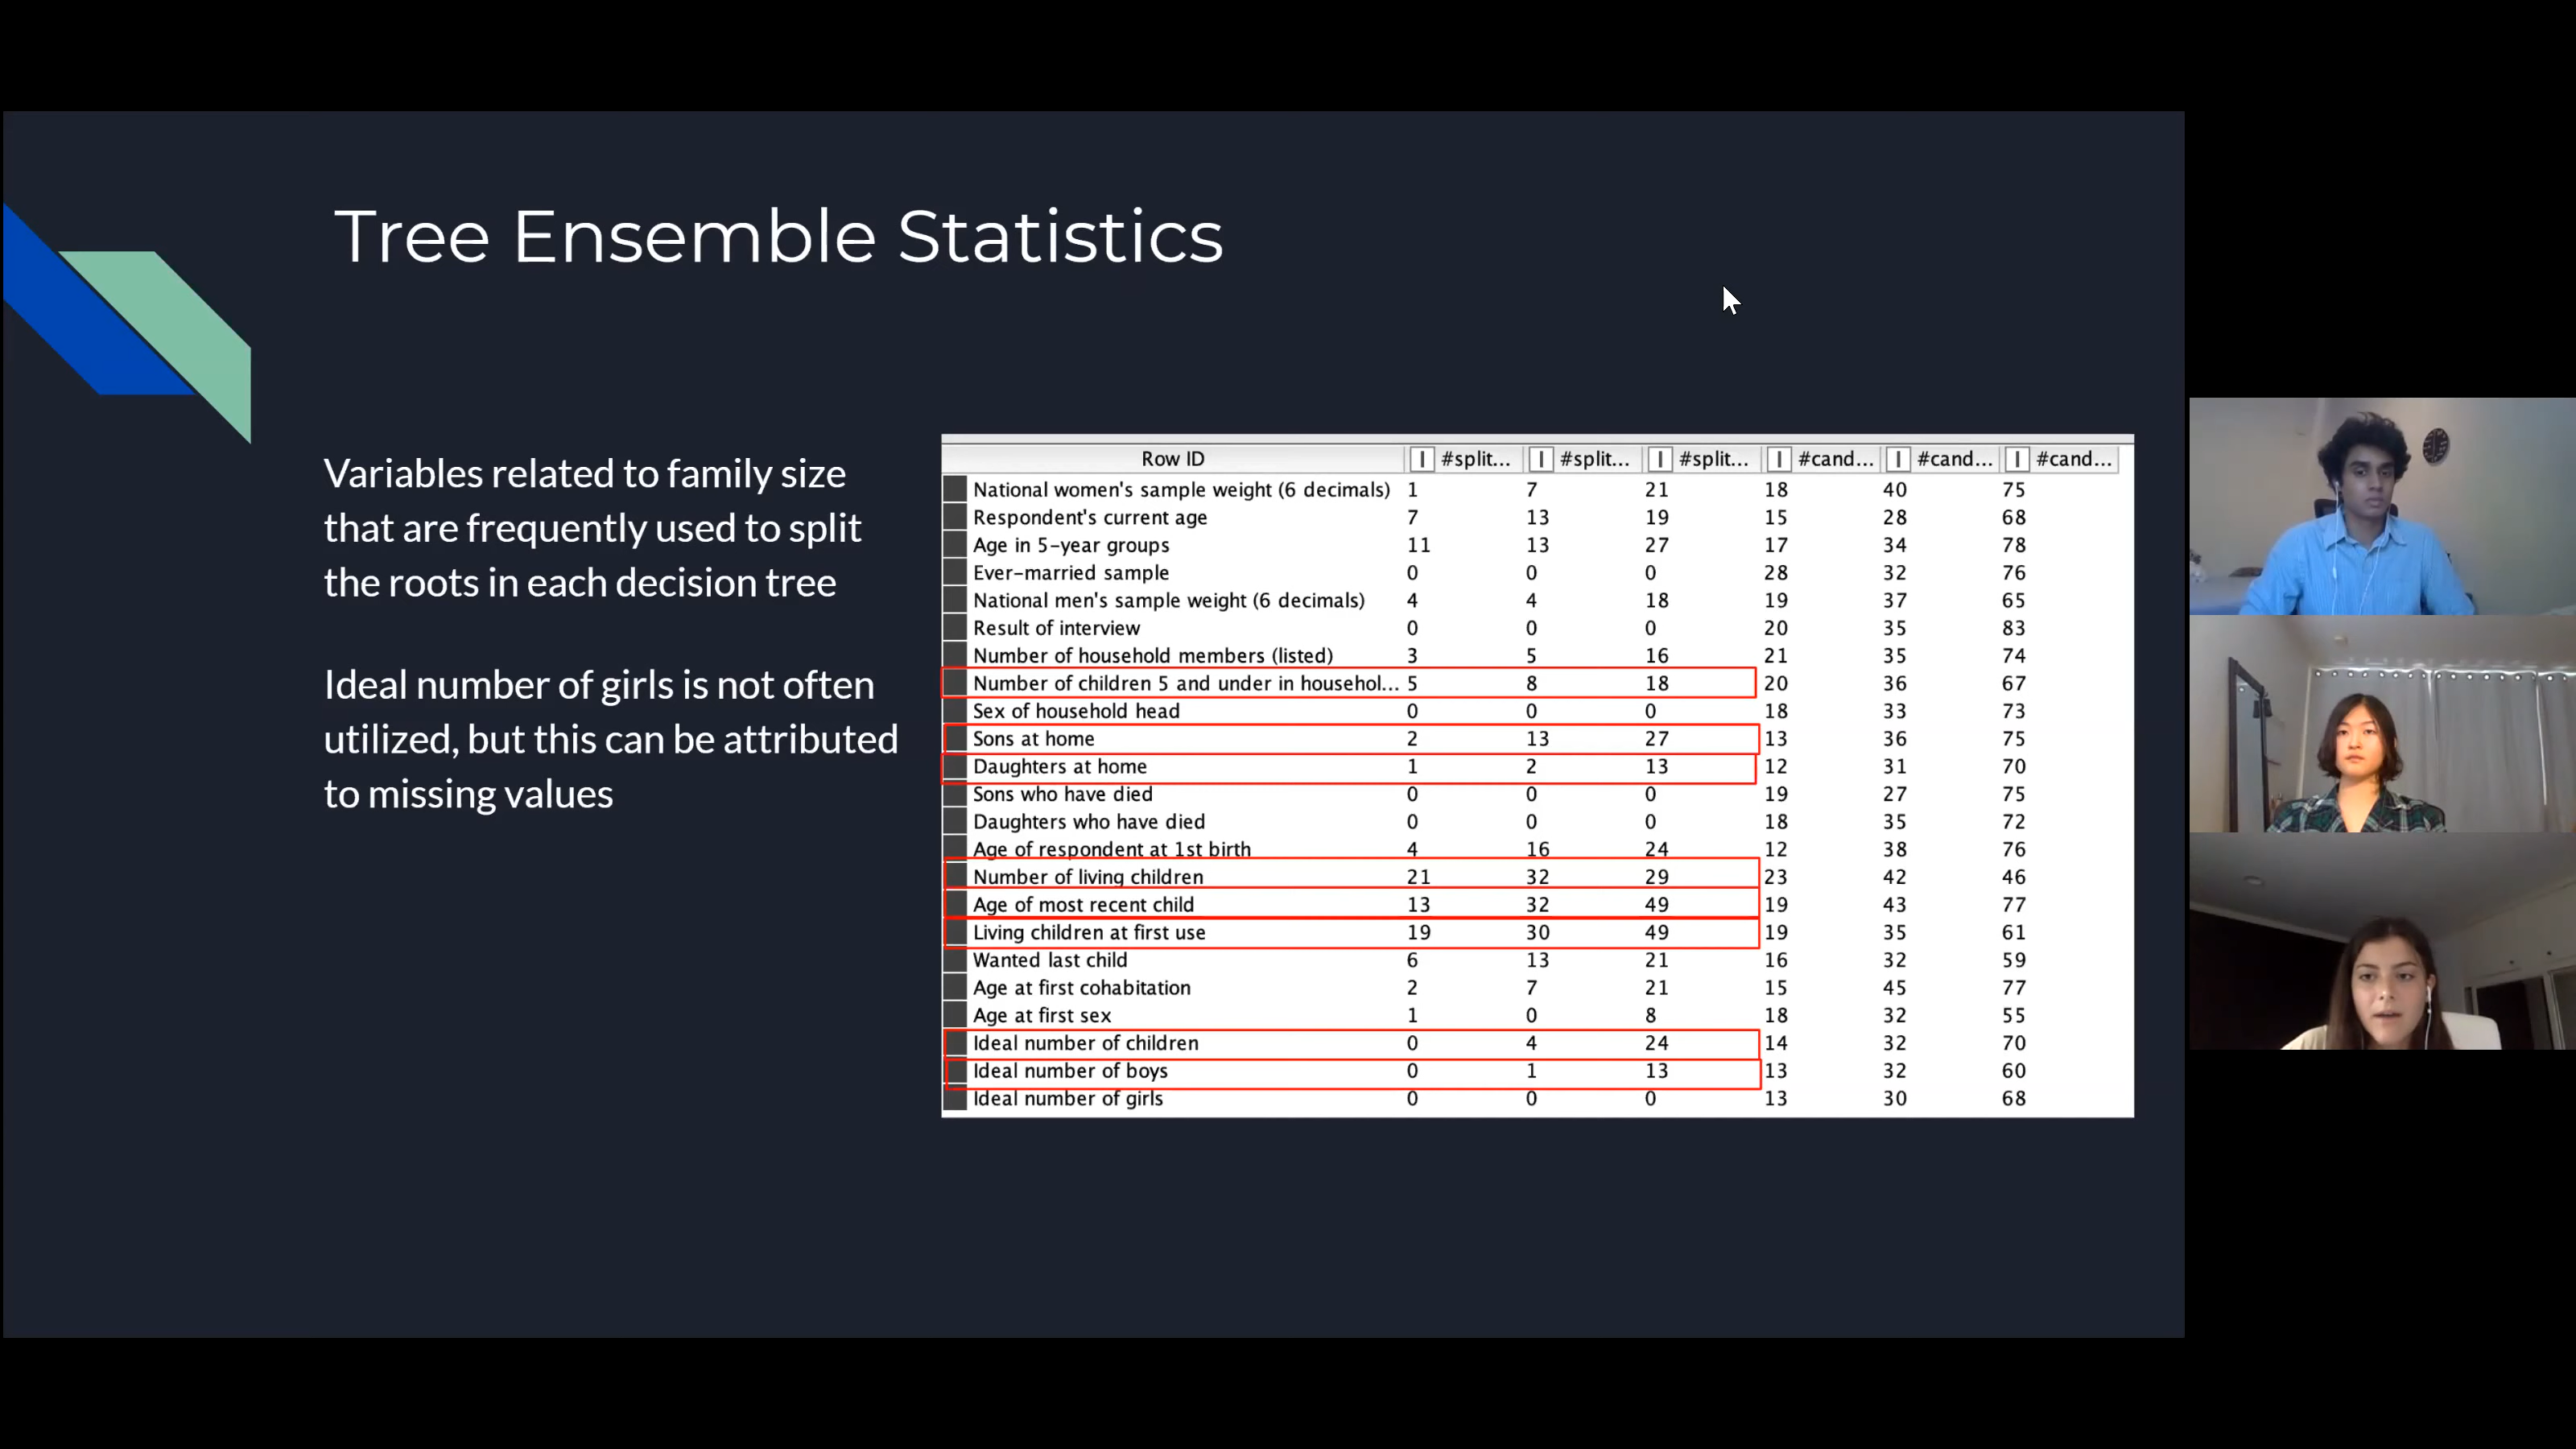 Tree Ensemble Statistics
Variables related to family size
that are frequently used to split
the roots in each decision tree
Ideal number of girls is not often
utilized, but this can be attributed
to missing values
Row ID I #split... I #split... I #split... I #cand... I #cand... I #cand...
National women's sample weight (6 decimals) 1 7 21 18 40 75
Respondent's current age 7 13 19 15 28 68
Age in 5-year groups 11 13 27 17 34 78
Ever-married sample 0 0 0 28 32 76
National men's sample weight (6 decimals) 4 4 18 19 37 65
Result of interview 0 0 0 20 35 83
Number of household members (listed) 3 5 16 21 35 74
Number of children 5 and under in househol... 5 8 18 20 36 67
Sex of household head 0 0 0 18 33 73
Sons at home 2 13 27 13 36 75
Daughters at home 1 2 13 12 31 70
Sons who have died 0 0 0 19 27 75
Daughters who have died 0 0 0 18 35 72
Age of respondent at 1st birth 4 16 24 12 38 76
Number of living children 21 32 29 23 42 46
Age of most recent child 13 32 49 19 43 77
Living children at first use 19 30 49 19 35 61
Wanted last child 6 13 21 16 32 59
Age at first cohabitation 2 7 21 15 45 77
Age at first sex 1 0 8 18 32 55
Ideal number of children 0 4 24 14 32 70
Ideal number of boys 0 1 13 13 32 60
Ideal number of girls 0 0 0 13 30 68